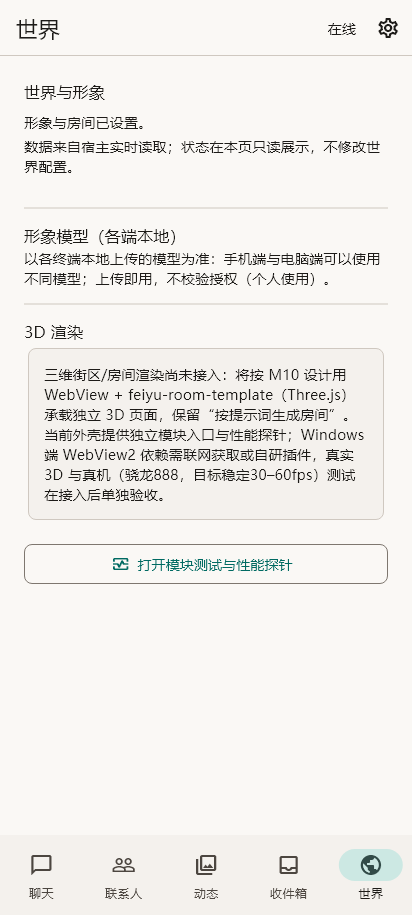 世界
在线
世界与形象
形象与房间已设置。
数据来自宿主实时读取；状态在本页只读展示，不修改世
界配置。
形象模型（各端本地）
以各终端本地上传的模型为准：手机端与电脑端可以使用
不同模型；上传即用，不校验授权（个人使用）。
3D 渲染
三维街区/房间渲染尚未接入：将按 M10 设计用
WebView + feiyu-room-template（Three.js）
承载独立 3D 页面，保留“按提示词生成房间”。
当前外壳提供独立模块入口与性能探针；Windows
端 WebView2 依赖需联网获取或自研插件，真实
3D 与真机（骁龙888，目标稳定30–60fps）测试
在接入后单独验收。
打开模块测试与性能探针
聊天
联系人
动态
收件箱
世界